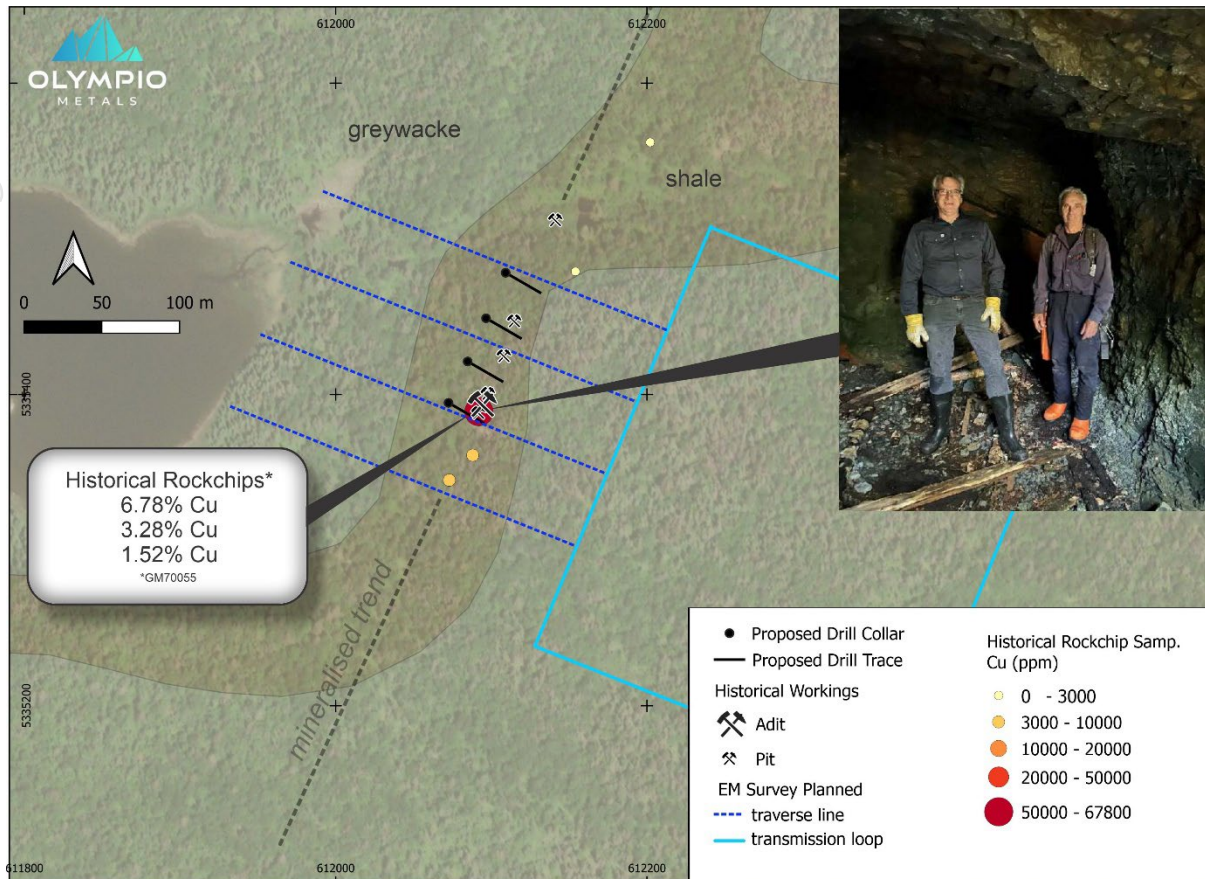 612000
612200
OLYMPIO
METALS
greywacke
shale
0 50 100 m
5335400
Historical Rockchips*
6.78% Cu
3.28% Cu
1.52% Cu
*GM70055
mineralised trend
5335200
Proposed Drill Collar
Proposed Drill Trace
Historical Workings
Adit
Pit
EM Survey Planned
traverse line
transmission loop
Historical Rockchip Samp.
Cu (ppm)
0 - 3000
3000 - 10000
10000 - 20000
20000 - 50000
50000 - 67800
611800
612000
612200